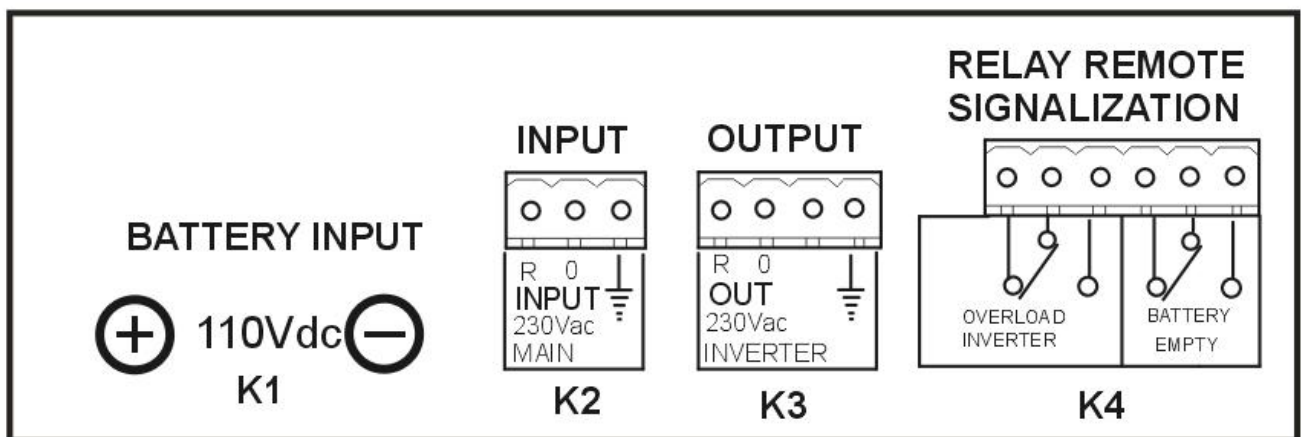 RELAY REMOTE
SIGNALIZATION
INPUT
OUTPUT
BATTERY INPUT
+ 110Vdc −
K1
R 0
INPUT
230Vac
MAIN
K2
R 0
OUT
230Vac
INVERTER
K3
OVERLOAD
INVERTER
BATTERY
EMPTY
K4